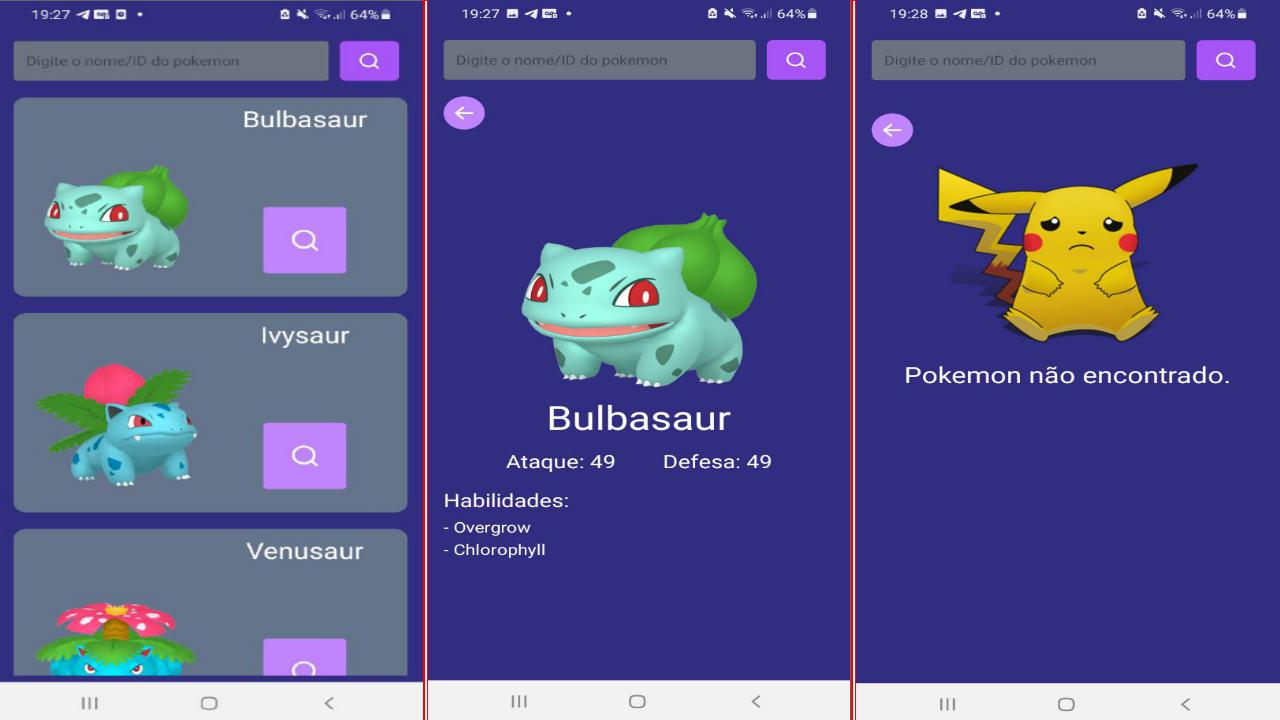 19:27
64%
Digite o nome/ID do pokemon
Bulbasaur
Ivysaur
Venusaur
19:27
64%
Digite o nome/ID do pokemon
Bulbasaur
Ataque: 49 Defesa: 49
Habilidades:
- Overgrow
- Chlorophyll
19:28
64%
Digite o nome/ID do pokemon
Pokemon não encontrado.